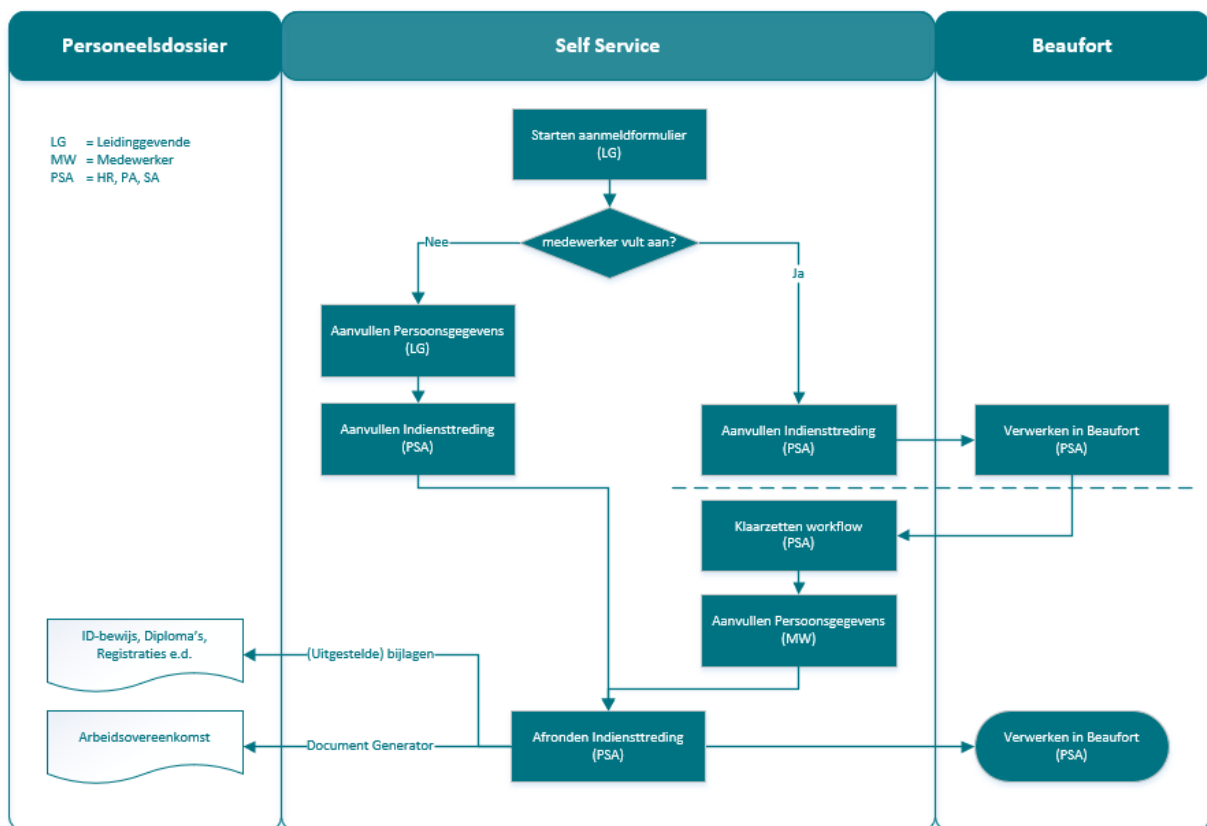 Personeelsdossier
Self Service
Beaufort
LG = Leidinggevende
MW = Medewerker
PSA = HR, PA, SA
Starten aanmeldformulier
(LG)
medewerker vult aan?
Nee
Ja
Aanvullen Persoonsgegevens
(LG)
Aanvullen Indiensttreding
(PSA)
Aanvullen Indiensttreding
(PSA)
Verwerken in Beaufort
(PSA)
Klaarzetten workflow
(PSA)
Aanvullen Persoonsgegevens
(MW)
ID-bewijs, Diploma's,
Registraties e.d.
(Uitgestelde) bijlagen
Arbeidsovereenkomst
Document Generator
Afronden Indiensttreding
(PSA)
Verwerken in Beaufort
(PSA)